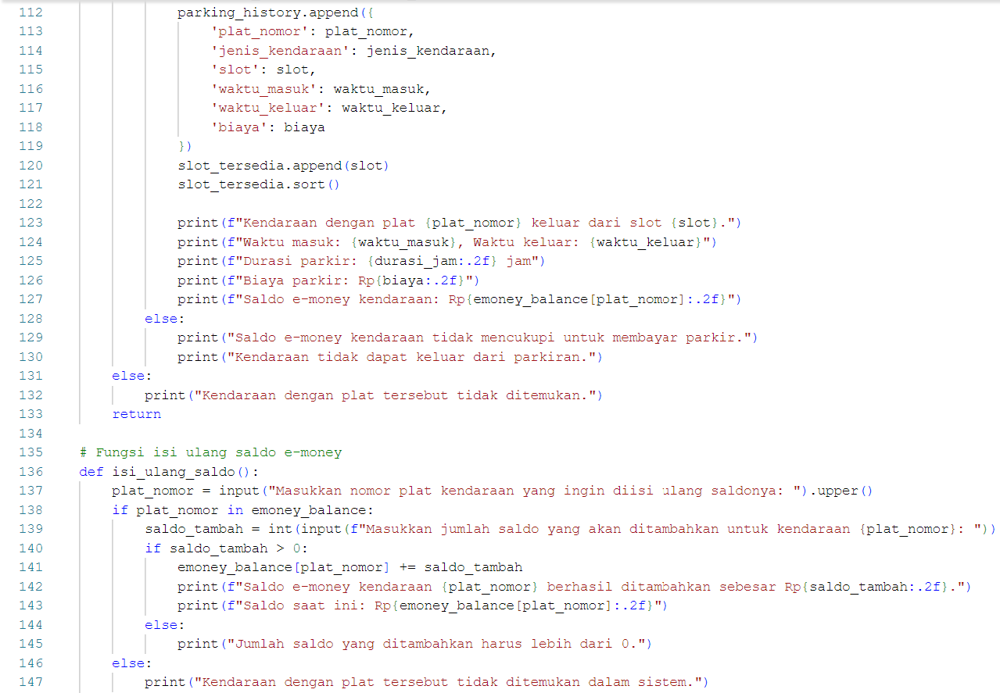 112                 parking_history.append({
113                     'plat_nomor': plat_nomor,
114                     'jenis_kendaraan': jenis_kendaraan,
115                     'slot': slot,
116                     'waktu_masuk': waktu_masuk,
117                     'waktu_keluar': waktu_keluar,
118                     'biaya': biaya
119                 })
120                 slot_tersedia.append(slot)
121                 slot_tersedia.sort()
122
123                 print(f"Kendaraan dengan plat {plat_nomor} keluar dari slot {slot}.")
124                 print(f"Waktu masuk: {waktu_masuk}, Waktu keluar: {waktu_keluar}")
125                 print(f"Durasi parkir: {durasi_jam:.2f} jam")
126                 print(f"Biaya parkir: Rp{biaya:.2f}")
127                 print(f"Saldo e-money kendaraan: Rp{emoney_balance[plat_nomor]:.2f}")
128             else:
129                 print("Saldo e-money kendaraan tidak mencukupi untuk membayar parkir.")
130                 print("Kendaraan tidak dapat keluar dari parkiran.")
131         else:
132             print("Kendaraan dengan plat tersebut tidak ditemukan.")
133         return
134
135     # Fungsi isi ulang saldo e-money
136     def isi_ulang_saldo():
137         plat_nomor = input("Masukkan nomor plat kendaraan yang ingin diisi ulang saldonya: ").upper()
138         if plat_nomor in emoney_balance:
139             saldo_tambah = int(input(f"Masukkan jumlah saldo yang akan ditambahkan untuk kendaraan {plat_nomor}: "))
140             if saldo_tambah > 0:
141                 emoney_balance[plat_nomor] += saldo_tambah
142                 print(f"Saldo e-money kendaraan {plat_nomor} berhasil ditambahkan sebesar Rp{saldo_tambah:.2f}.")
143                 print(f"Saldo saat ini: Rp{emoney_balance[plat_nomor]:.2f}")
144             else:
145                 print("Jumlah saldo yang ditambahkan harus lebih dari 0.")
146         else:
147             print("Kendaraan dengan plat tersebut tidak ditemukan dalam sistem.")